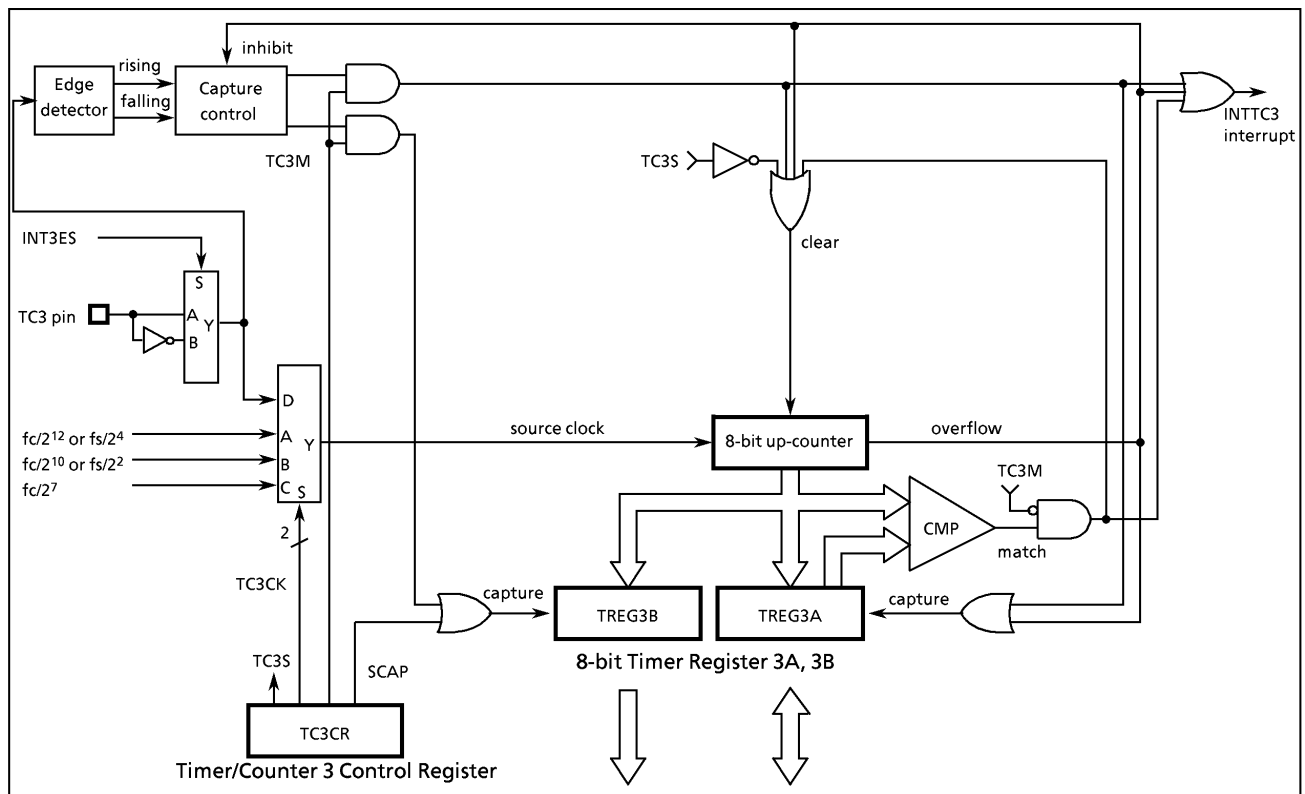 inhibit
Edge
detector
rising
falling
Capture
control
TC3M
TC3S
INTTC3
interrupt
clear
INT3ES
S
TC3 pin
A
Y
B
D
fc/2¹² or fs/2⁴
A
Y
source clock
8-bit up-counter
overflow
fc/2¹⁰ or fs/2²
B
fc/2⁷
C
S
TC3M
2
CMP
match
TC3CK
capture
TREG3B
TREG3A
capture
8-bit Timer Register 3A, 3B
TC3S
SCAP
TC3CR
Timer/Counter 3 Control Register